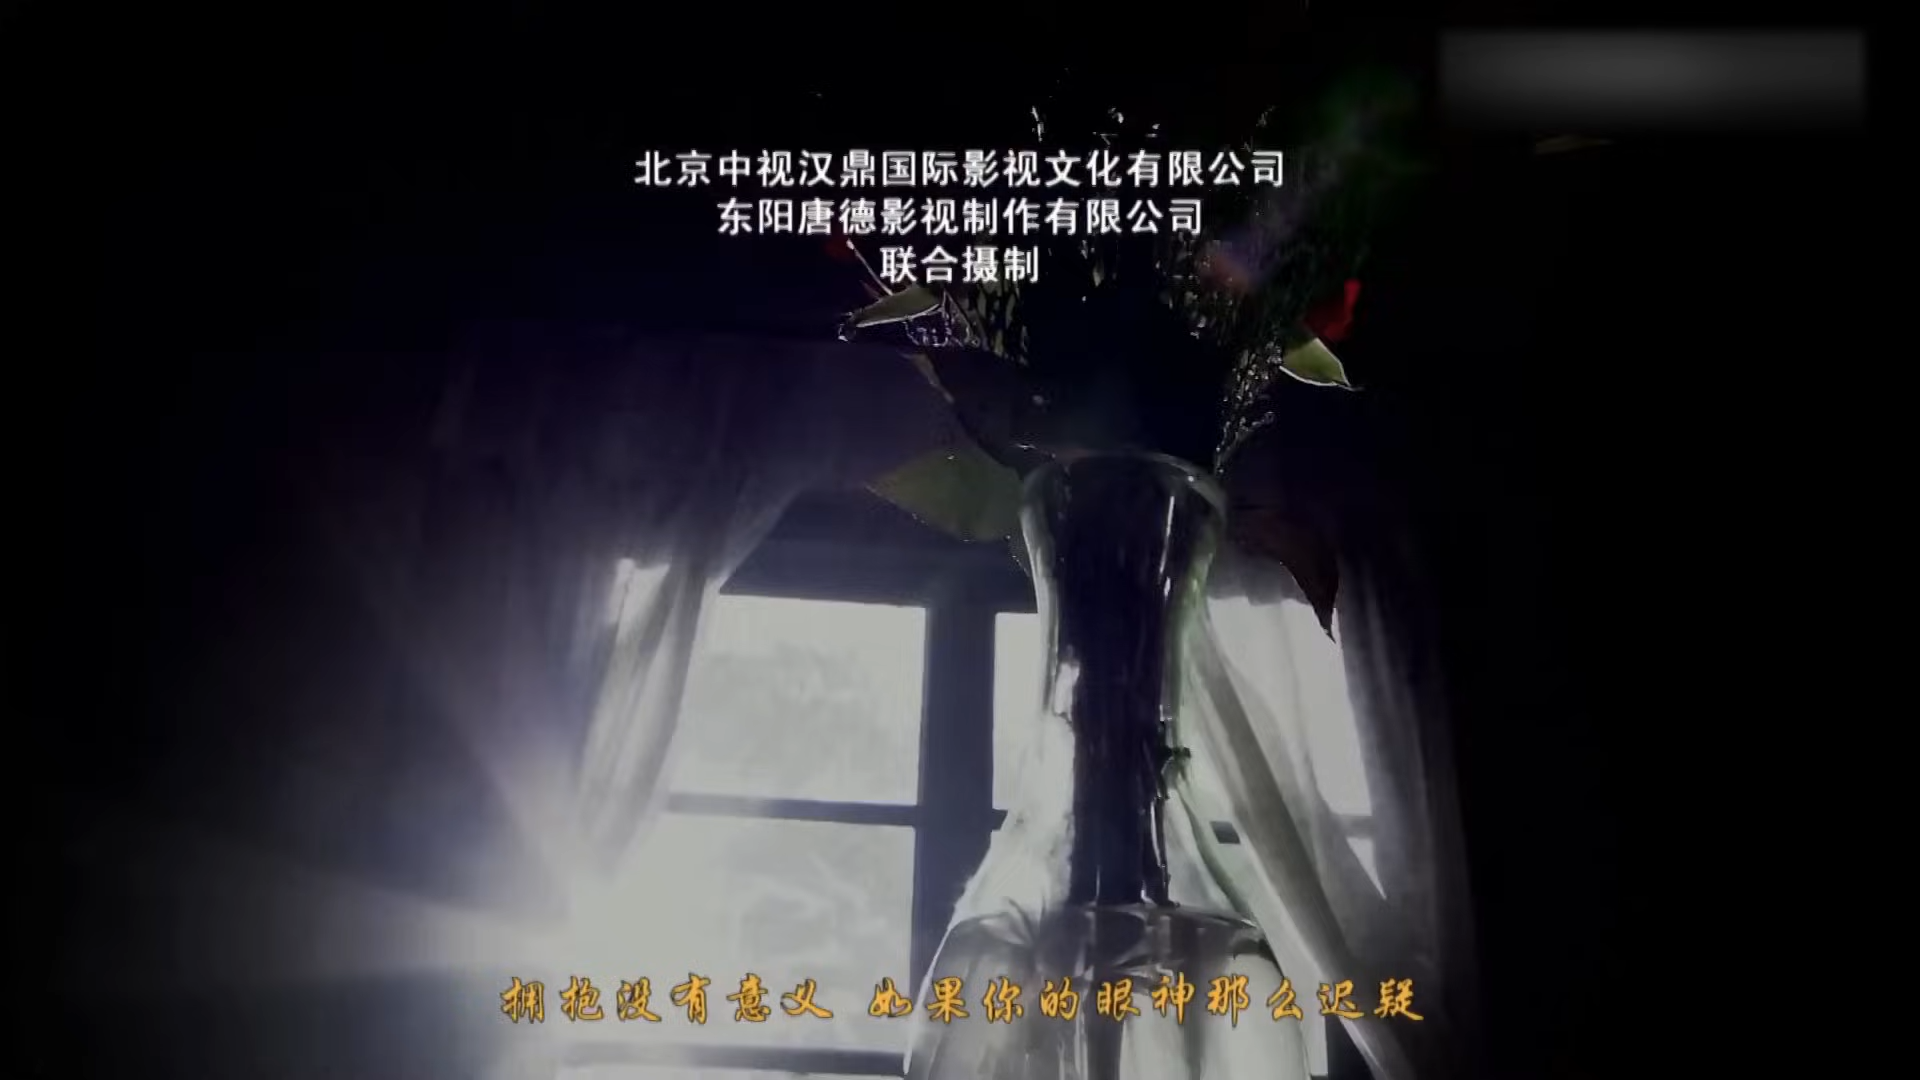 北京中视汉鼎国际影视文化有限公司
东阳唐德影视制作有限公司
联合摄制
拥抱没有意义 如果你的眼神那么迟疑